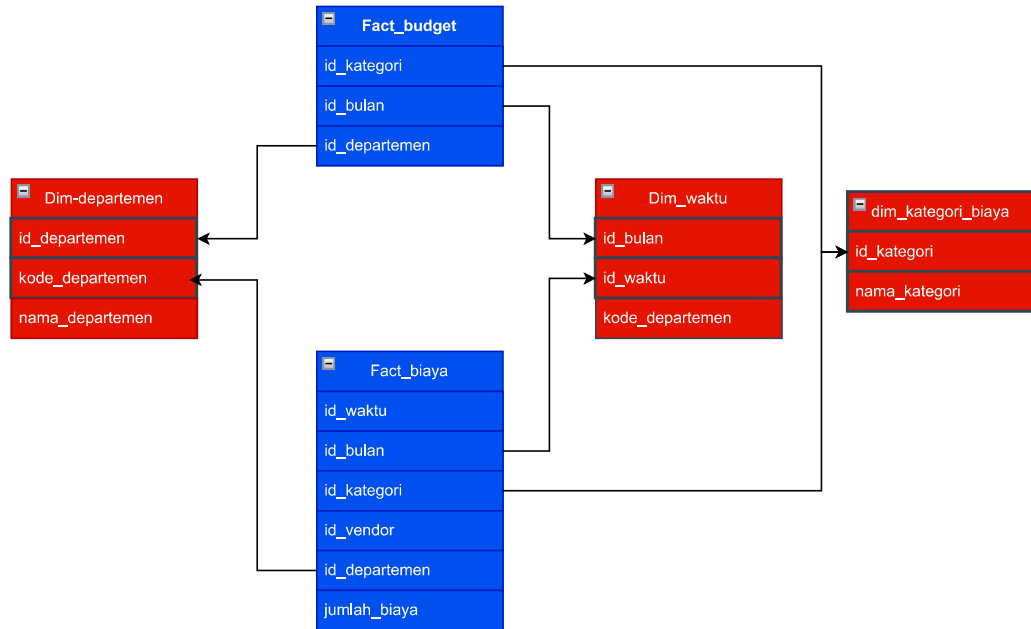 Fact_budget
id_kategori
id_bulan
id_departemen
Dim-departemen
id_departemen
kode_departemen
nama_departemen
Dim_waktu
id_bulan
id_waktu
kode_departemen
dim_kategori_biaya
id_kategori
nama_kategori
Fact_biaya
id_waktu
id_bulan
id_kategori
id_vendor
id_departemen
jumlah_biaya